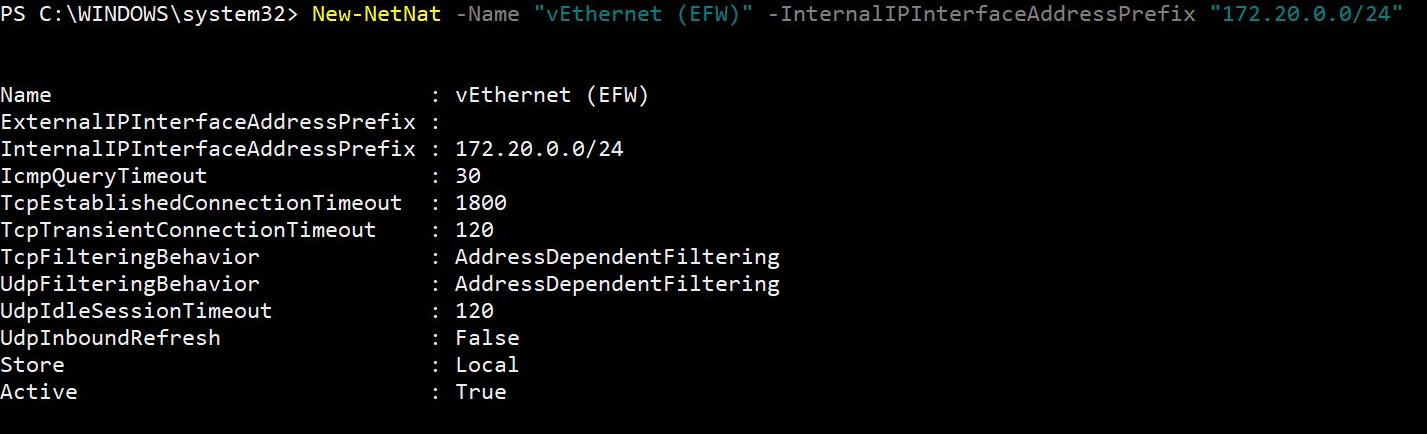 PS C:\WINDOWS\system32> New-NetNat -Name "vEthernet (EFW)" -InternalIPInterfaceAddressPrefix "172.20.0.0/24"
Name : vEthernet (EFW)
ExternalIPInterfaceAddressPrefix :
InternalIPInterfaceAddressPrefix : 172.20.0.0/24
IcmpQueryTimeout : 30
TcpEstablishedConnectionTimeout : 1800
TcpTransientConnectionTimeout : 120
TcpFilteringBehavior : AddressDependentFiltering
UdpFilteringBehavior : AddressDependentFiltering
UdpIdleSessionTimeout : 120
UdpInboundRefresh : False
Store : Local
Active : True